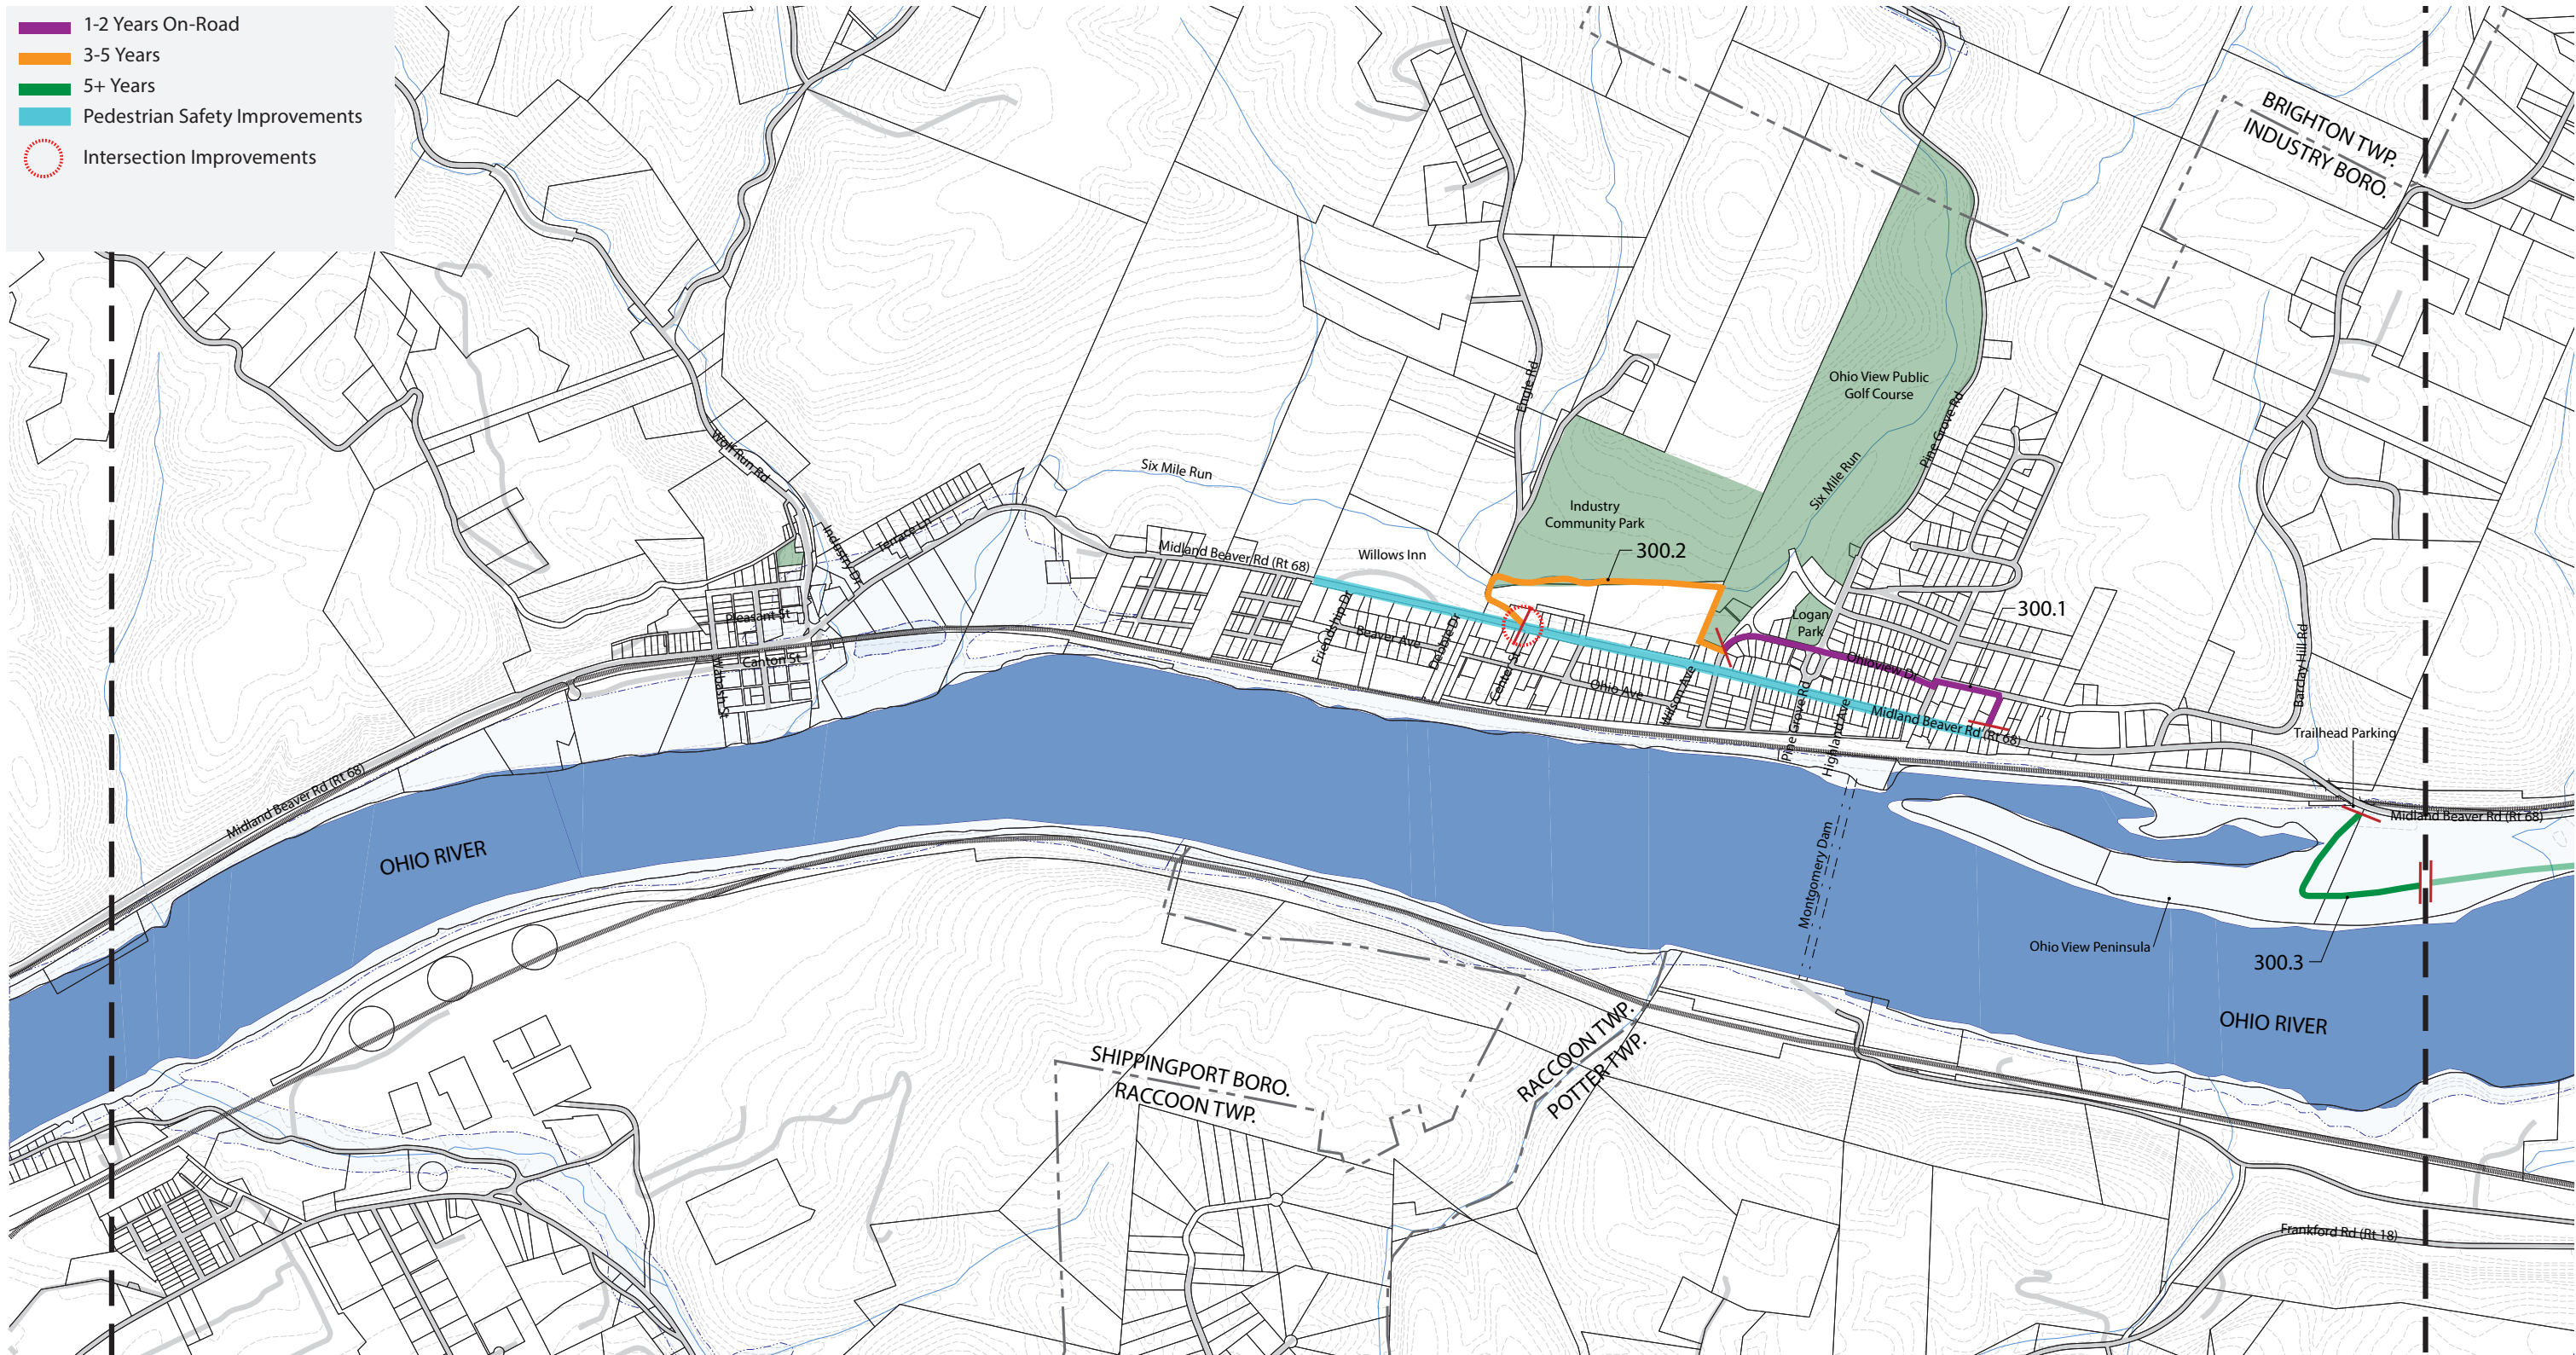 1-2 Years On-Road
3-5 Years
5+ Years
Pedestrian Safety Improvements
Intersection Improvements
BRIGHTON TWP.
INDUSTRY BORO.
Engle Rd
Ohio View Public
Golf Course
Pine Grove Rd
Six Mile Run
Wolf Run Rd
Six Mile Run
Industry Dr
Terrace Ln
Industry
Community Park
Midland Beaver Rd (Rt 68)
Willows Inn
300.2
300.1
Pleasant St
Canton St
Wabash St
Friendship Dr
Beaver Ave
Debbie Dr
Center St
Ohio Ave
Wilson Ave
Logan
Park
Ohioview Dr
Pine Grove Rd
Highland Ave
Midland Beaver Rd (Rt 68)
Barclay Hill Rd
Trailhead Parking
Midland Beaver Rd (Rt 68)
Midland Beaver Rd (Rt 68)
OHIO RIVER
Montgomery Dam
Ohio View Peninsula
300.3
OHIO RIVER
SHIPPINGPORT BORO.
RACCOON TWP.
RACCOON TWP.
POTTER TWP.
Frankford Rd (Rt 18)